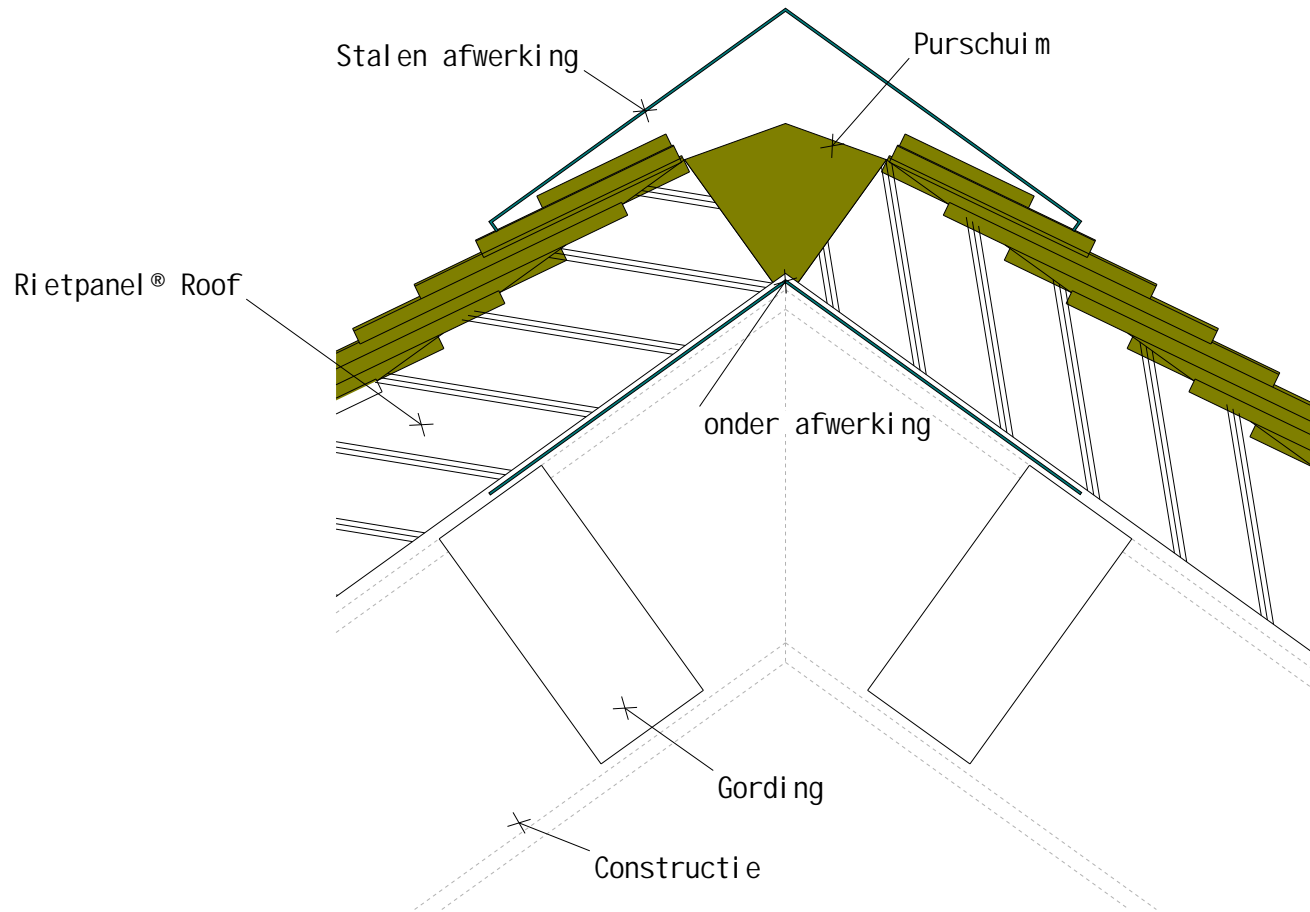 Purschuim
Stalen afwerking
Rietpanel® Roof
onder afwerking
Gording
Constructie